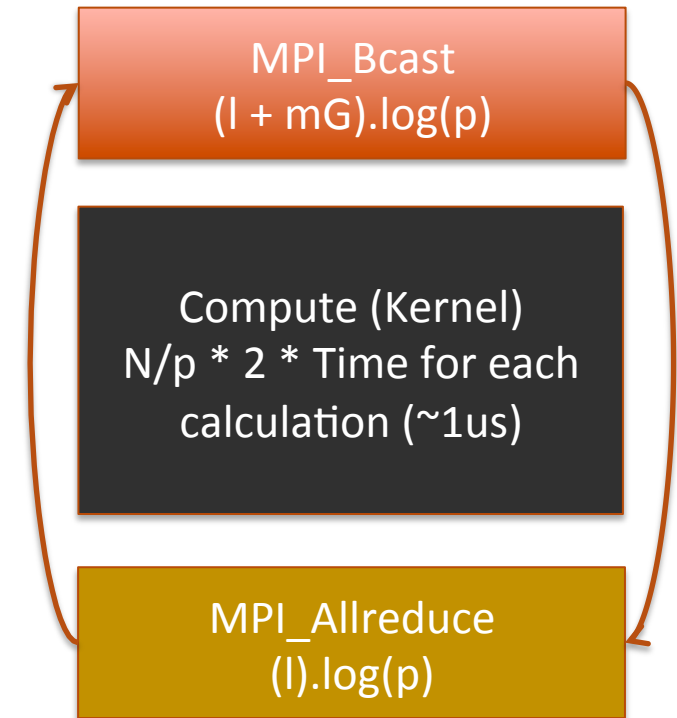 MPI_Bcast
(l + mG).log(p)
Compute (Kernel)
N/p * 2 * Time for each
calculation (~1us)
MPI_Allreduce
(l).log(p)